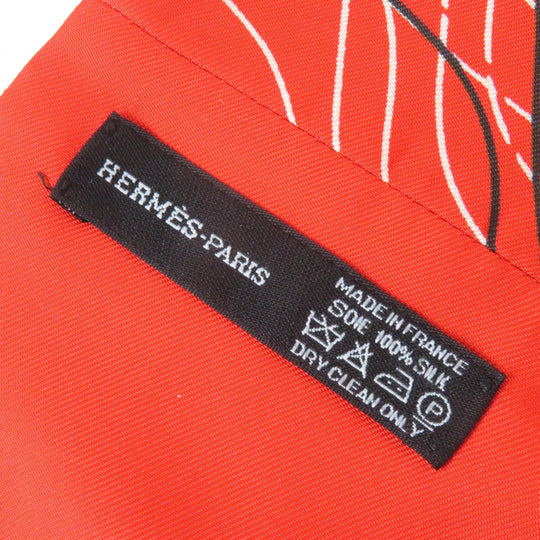 HERMÈS-PARIS
MADE IN FRANCE
SOIE 100% SILK
P
DRY CLEAN ONLY